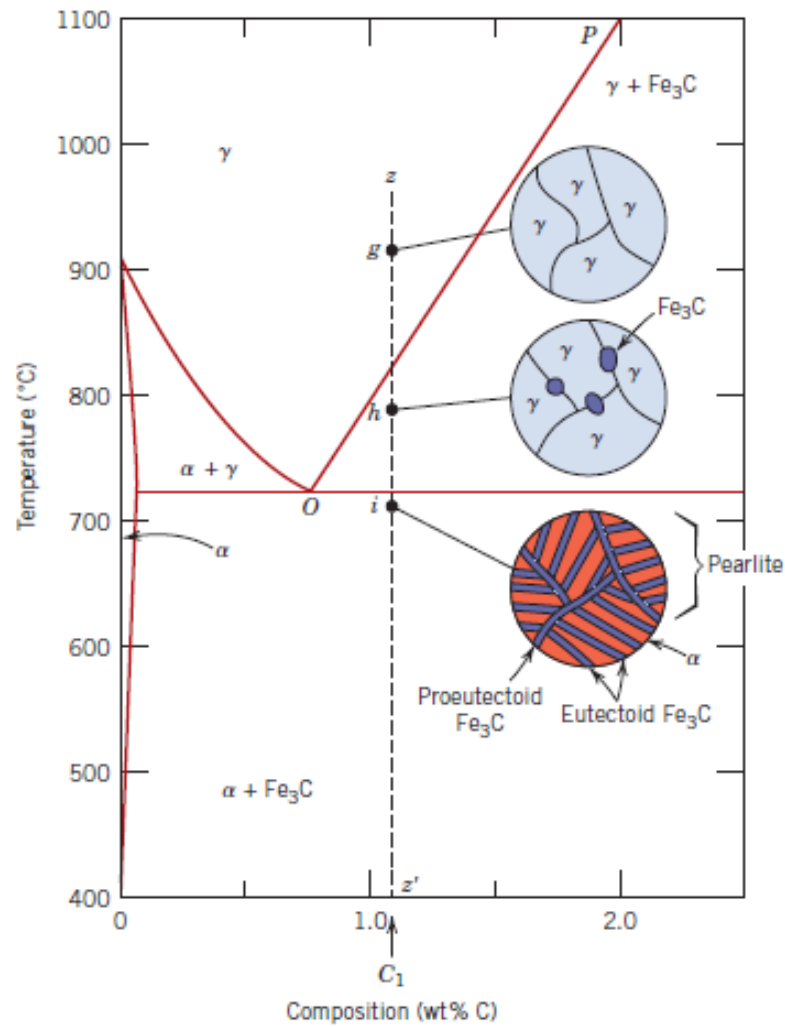 1100
P
γ + Fe₃C
1000
γ
z
γ
γ
γ
g
γ
900
Fe₃C
γ
800
γ
γ
h
γ
Temperature (°C)
α + γ
O
i
700
α
Pearlite
600
α
Proeutectoid
Fe₃C
Eutectoid Fe₃C
500
α + Fe₃C
400
z'
0
1.0
2.0
C₁
Composition (wt% C)